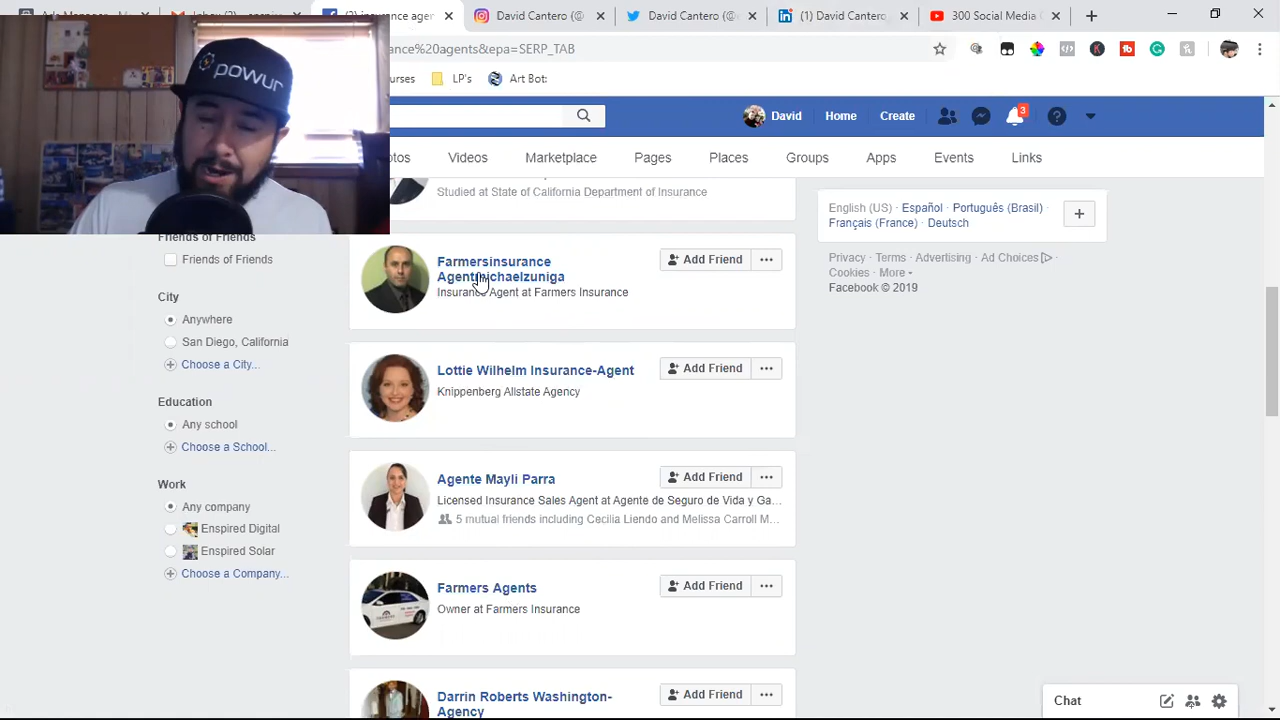 David Cantero (
David Cantero (
(1) David Cantero
300 Social Media
ance%20agents&epa=SERP_TAB
urses
LP's
Art Bot:
powur
David
Home
Create
3
otos
Videos
Marketplace
Pages
Places
Groups
Apps
Events
Links
Studied at State of California Department of Insurance
English (US) · Español · Português (Brasil) ·
Français (France) · Deutsch
Privacy · Terms · Advertising · Ad Choices
Cookies · More
Facebook © 2019
Friends of Friends
Friends of Friends
City
Anywhere
San Diego, California
Choose a City...
Education
Any school
Choose a School...
Work
Any company
Enspired Digital
Enspired Solar
Choose a Company...
Farmersinsurance
Agentmichaelzuniga
Insurance Agent at Farmers Insurance
Add Friend
Lottie Wilhelm Insurance-Agent
Knippenberg Allstate Agency
Add Friend
Agente Mayli Parra
Licensed Insurance Sales Agent at Agente de Seguro de Vida y Ga...
5 mutual friends including Cecilia Liendo and Melissa Carroll M...
Add Friend
Farmers Agents
Owner at Farmers Insurance
Add Friend
Darrin Roberts Washington-
Agency
Add Friend
Chat